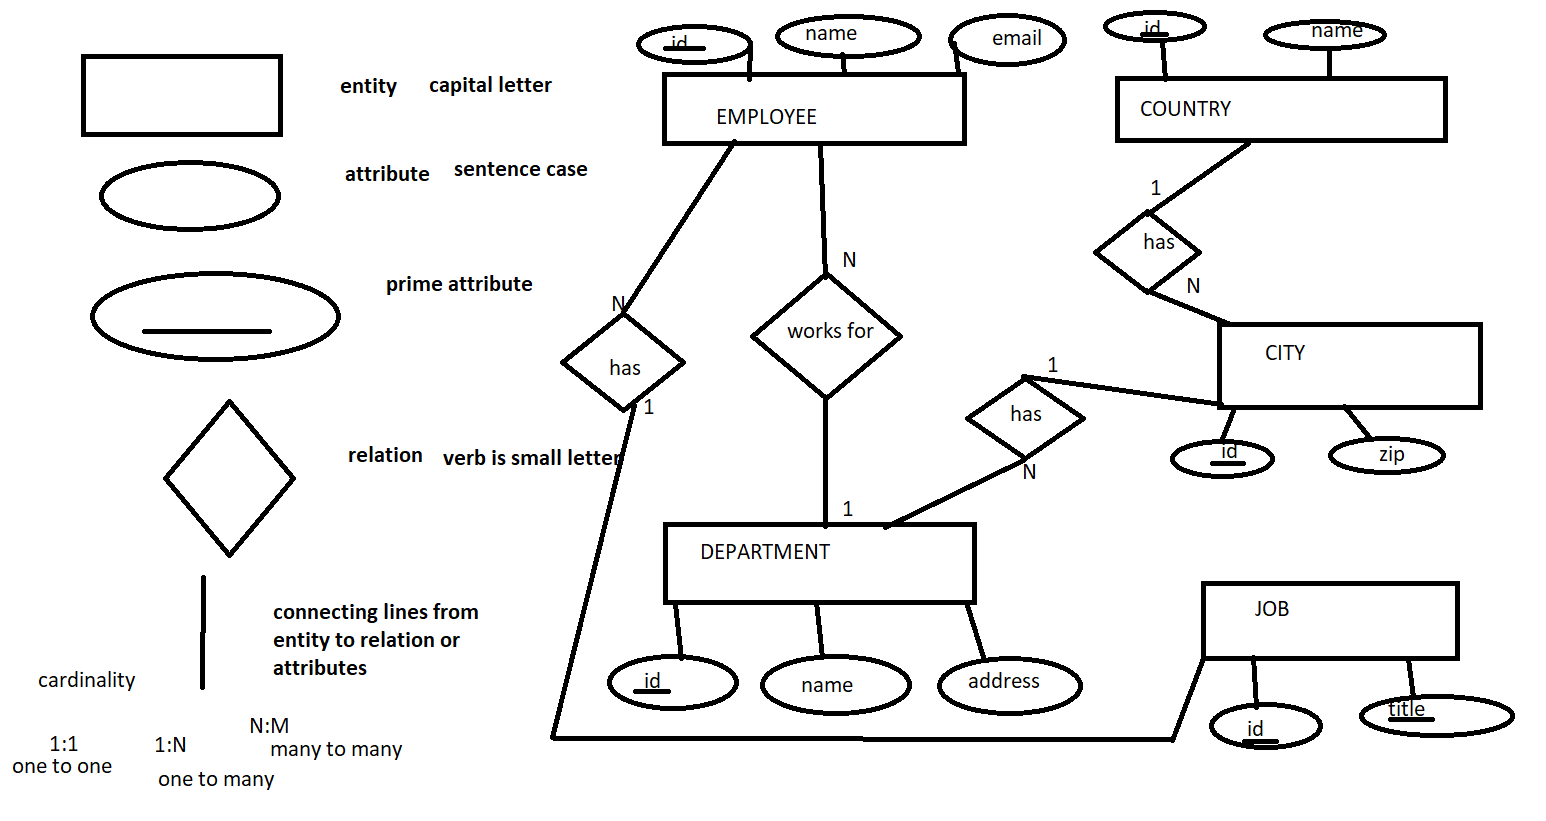 entity capital letter
attribute sentence case
prime attribute
relation verb is small letter
connecting lines from
entity to relation or
attributes
cardinality
1:1
one to one
1:N
one to many
N:M
many to many
id
name
email
EMPLOYEE
N
has
1
N
works for
1
DEPARTMENT
id
name
address
id
name
COUNTRY
1
has
N
CITY
id
zip
1
has
N
JOB
id
title